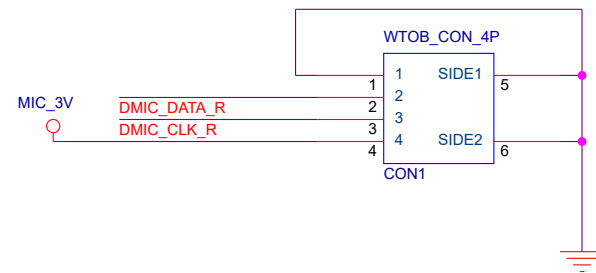 WTOB_CON_4P
1 SIDE1
1 5
2
MIC_3V
DMIC_DATA_R 2
3
DMIC_CLK_R 3
4 SIDE2
4 6
CON1